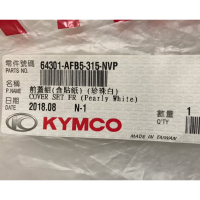 零件號碼 64301-AFB5-315-NVP
PARTS NO.
名 稱 前蓋組(含貼紙)(珍珠白)
P.NAME COVER SET FR (Pearly White)
日期 2018.08 N-1 數量 1
DATE Q'TY
KYMCO
MADE IN TAIWAN